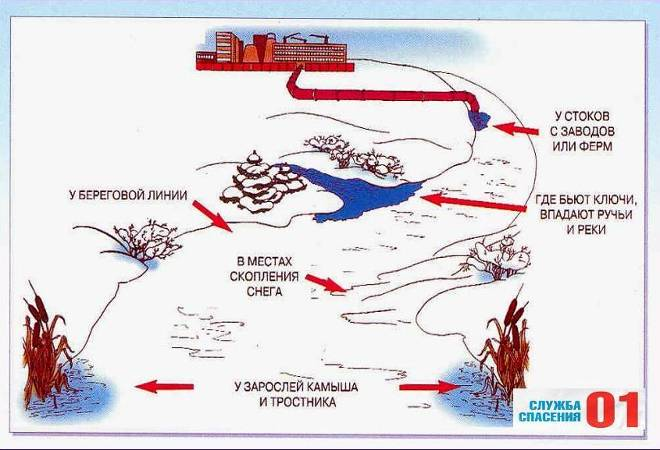 У СТОКОВ
С ЗАВОДОВ
ИЛИ ФЕРМ
У БЕРЕГОВОЙ ЛИНИИ
ГДЕ БЬЮТ КЛЮЧИ,
ВПАДАЮТ РУЧЬИ
И РЕКИ
В МЕСТАХ
СКОПЛЕНИЯ
СНЕГА
У ЗАРОСЛЕЙ КАМЫША
И ТРОСТНИКА
СЛУЖБА
СПАСЕНИЯ 01